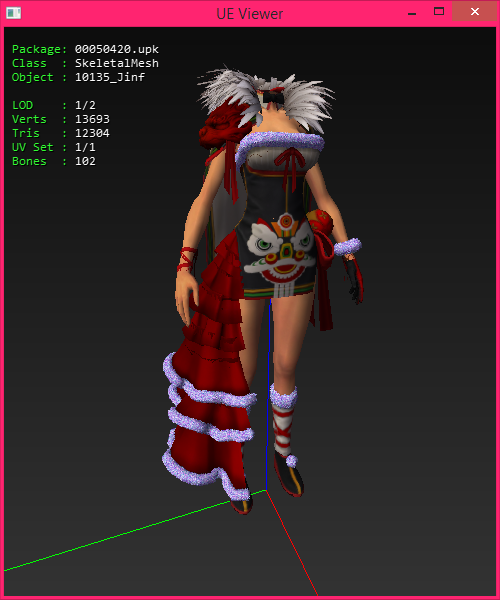 UE Viewer
Package: 00050420.upk
Class : SkeletalMesh
Object : 10135_Jinf
LOD : 1/2
Verts : 13693
Tris : 12304
UV Set : 1/1
Bones : 102